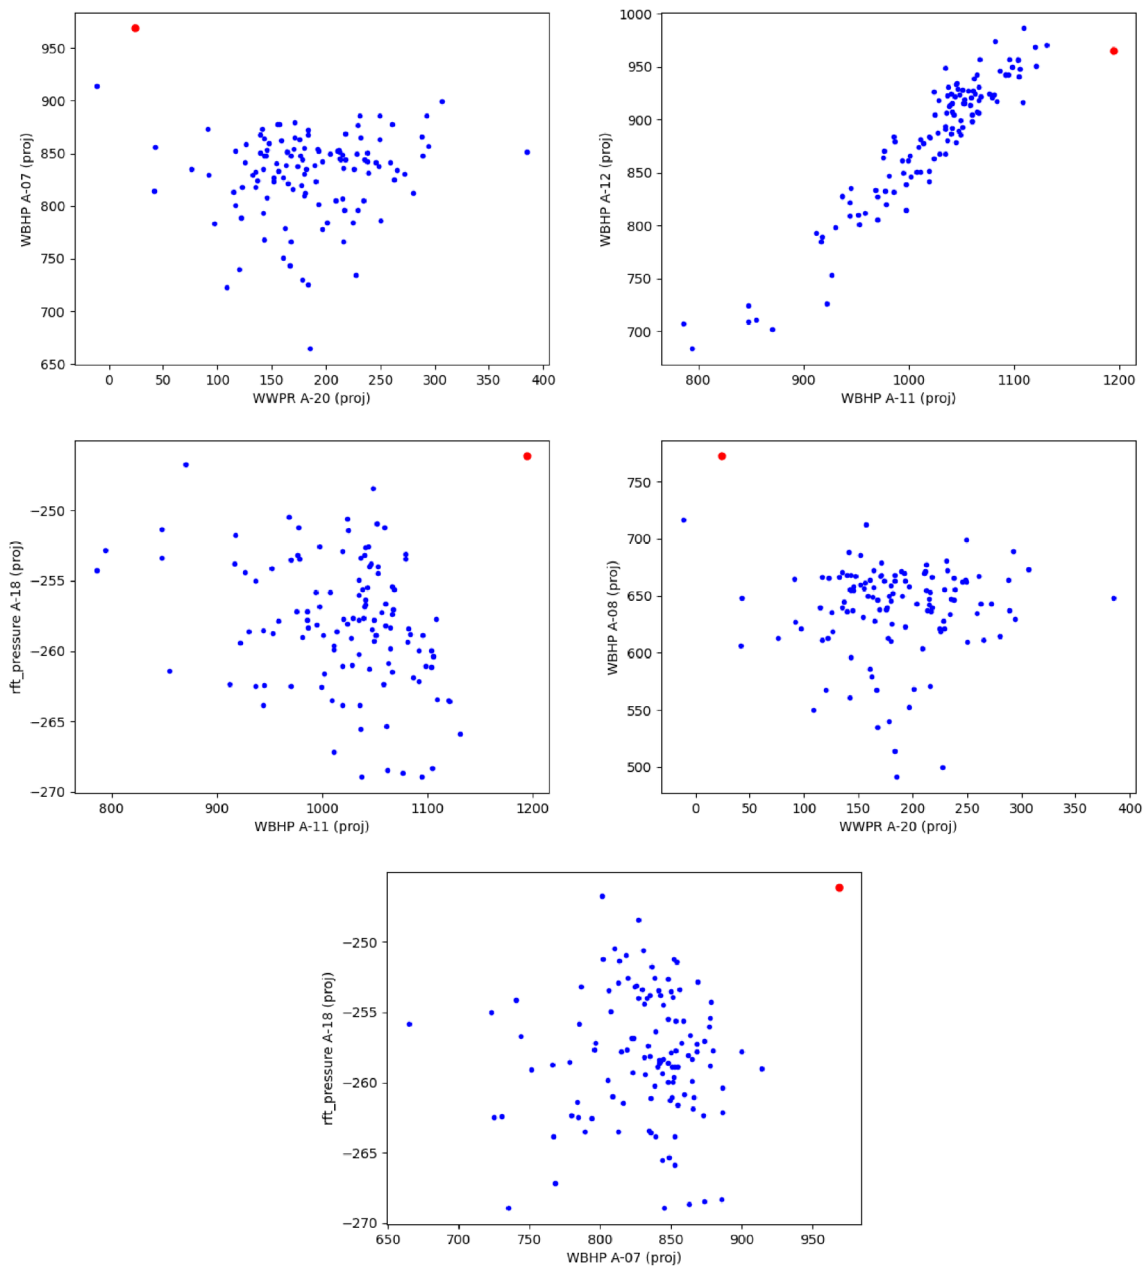 950
900
850
800
750
700
650
WBHP A-07 (proj)
0 50 100 150 200 250 300 350 400
WWPR A-20 (proj)
1000
950
900
850
800
750
700
WBHP A-12 (proj)
800 900 1000 1100 1200
WBHP A-11 (proj)
−250
−255
−260
−265
−270
rft_pressure A-18 (proj)
800 900 1000 1100 1200
WBHP A-11 (proj)
750
700
650
600
550
500
WBHP A-08 (proj)
0 50 100 150 200 250 300 350 400
WWPR A-20 (proj)
−250
−255
−260
−265
−270
rft_pressure A-18 (proj)
650 700 750 800 850 900 950
WBHP A-07 (proj)